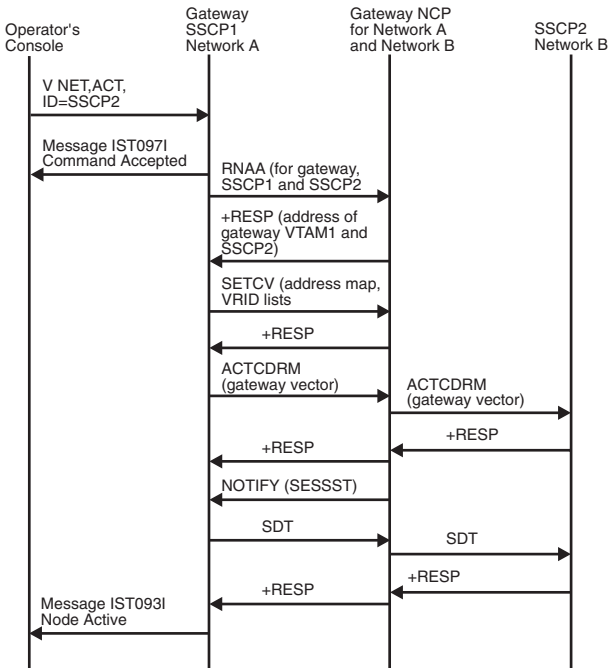 Operator's
Console
Gateway
SSCP1
Network A
Gateway NCP
for Network A
and Network B
SSCP2
Network B
V NET,ACT,
ID=SSCP2
Message IST097I
Command Accepted
RNAA (for gateway,
SSCP1 and SSCP2
+RESP (address of
gateway VTAM1 and
SSCP2)
SETCV (address map,
VRID lists
+RESP
ACTCDRM
(gateway vector)
ACTCDRM
(gateway vector)
+RESP
+RESP
NOTIFY (SESSST)
SDT
SDT
+RESP
+RESP
Message IST093I
Node Active